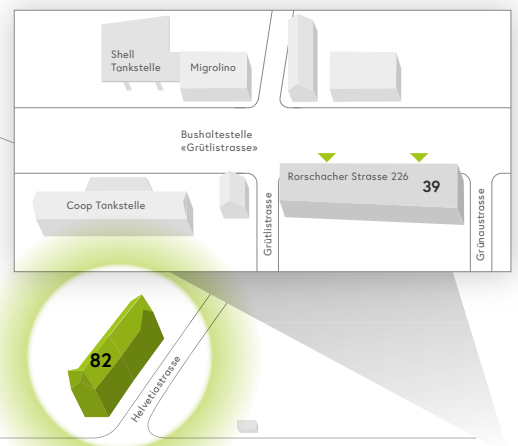 Shell
Tankstelle
Migrolino
Bushaltestelle
«Grütlistrasse»
Rorschacher Strasse 226
39
Coop Tankstelle
Grütlistrasse
Grünaustrasse
82
Helvetiastrasse